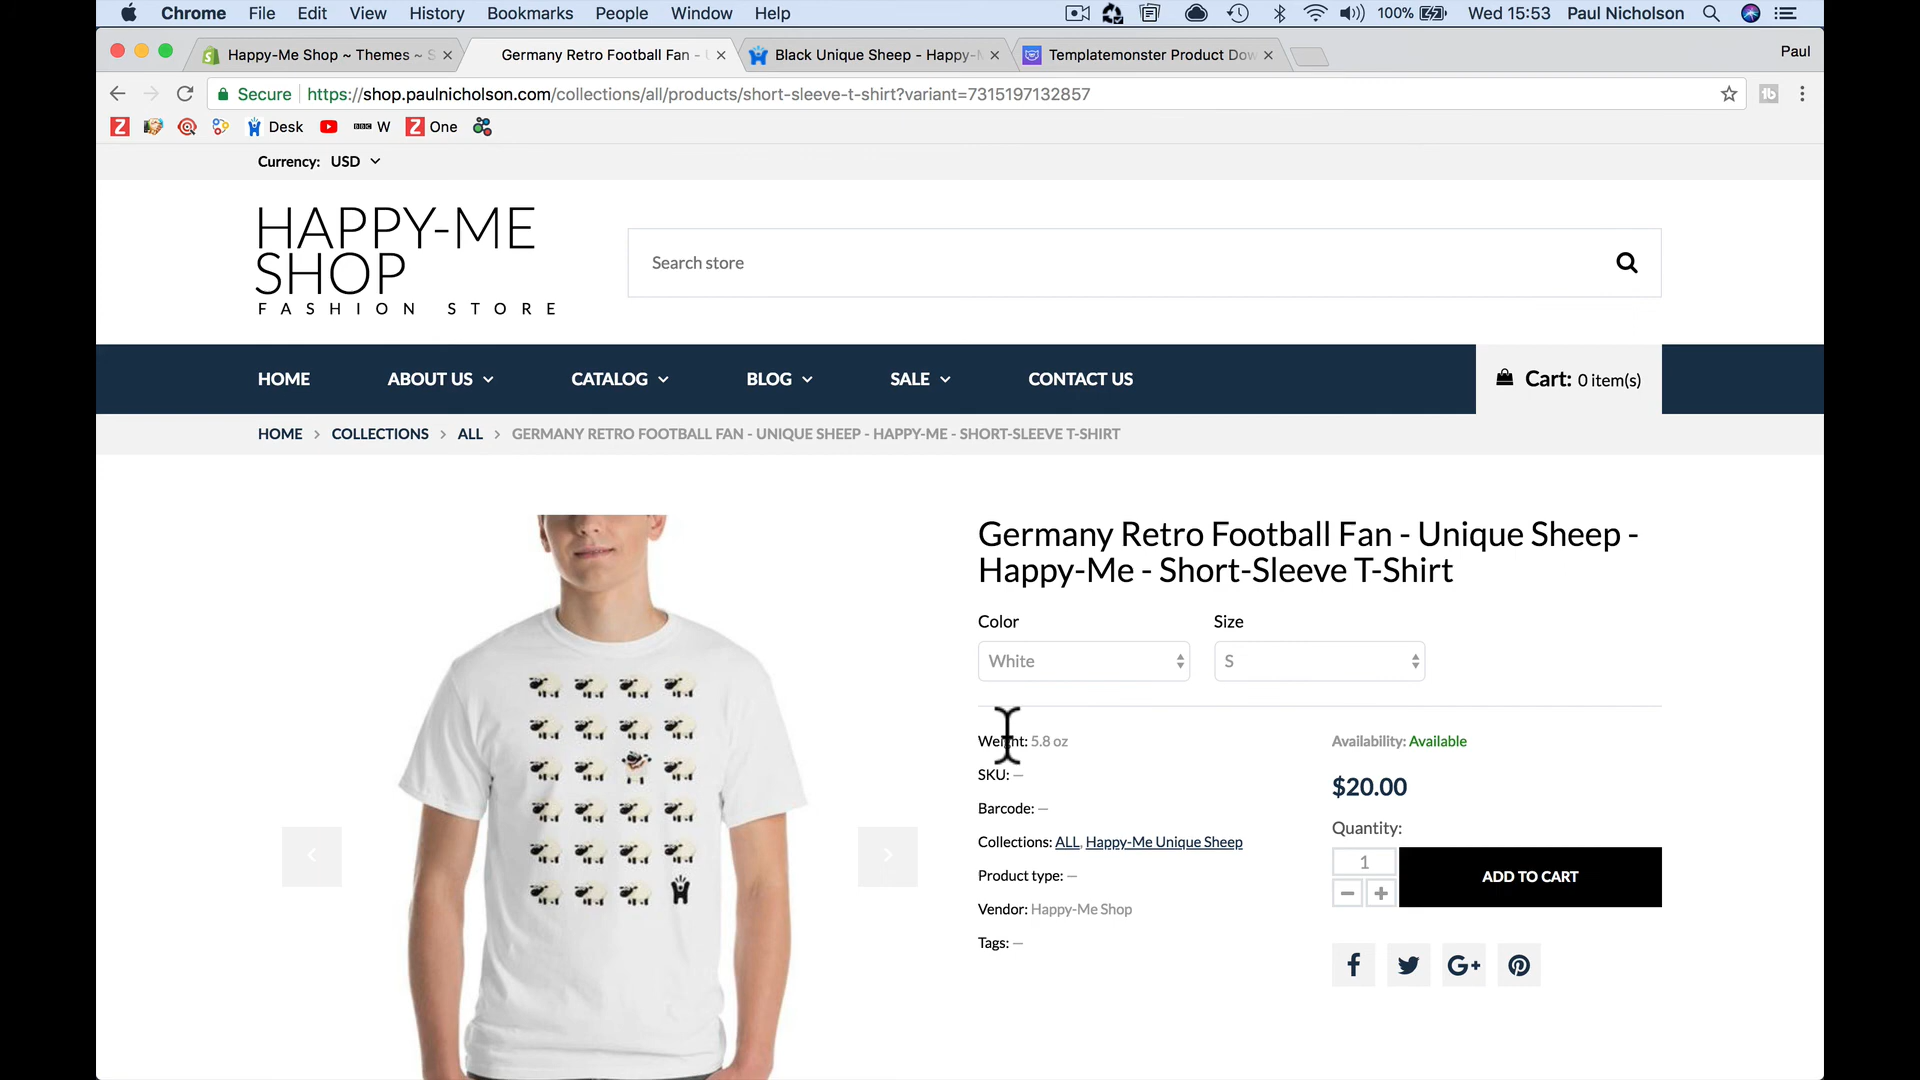 Chrome File Edit View History Bookmarks People Window Help 100% Wed 15:53 Paul Nicholson
Happy-Me Shop ~ Themes ~ S Germany Retro Football Fan - Black Unique Sheep - Happy-M Templatemonster Product Dow Paul
Secure https://shop.paulnicholson.com/collections/all/products/short-sleeve-t-shirt?variant=7315197132857
Desk BBC W Z One
Currency: USD
HAPPY-ME
SHOP
FASHION STORE
Search store
HOME ABOUT US CATALOG BLOG SALE CONTACT US Cart: 0 item(s)
HOME > COLLECTIONS > ALL > GERMANY RETRO FOOTBALL FAN - UNIQUE SHEEP - HAPPY-ME - SHORT-SLEEVE T-SHIRT
Germany Retro Football Fan - Unique Sheep -
Happy-Me - Short-Sleeve T-Shirt
Color Size
White S
Weight: 5.8 oz Availability: Available
SKU: —
$20.00
Barcode: —
Quantity:
Collections: ALL, Happy-Me Unique Sheep
1
ADD TO CART
Product type: —
− +
Vendor: Happy-Me Shop
Tags: —
f G+